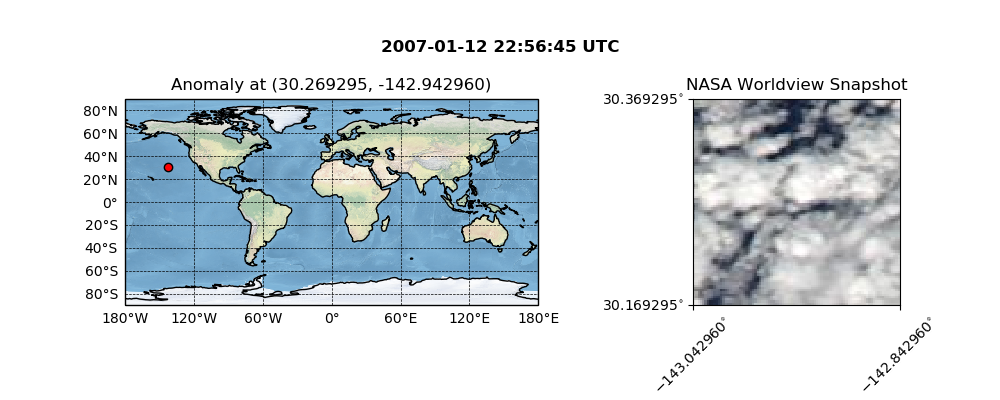 2007-01-12 22:56:45 UTC
Anomaly at (30.269295, -142.942960)
NASA Worldview Snapshot
80°N
60°N
40°N
20°N
0°
20°S
40°S
60°S
80°S
180°W 120°W 60°W 0° 60°E 120°E 180°E
30.369295°
30.169295°
−143.042960°
−142.842960°